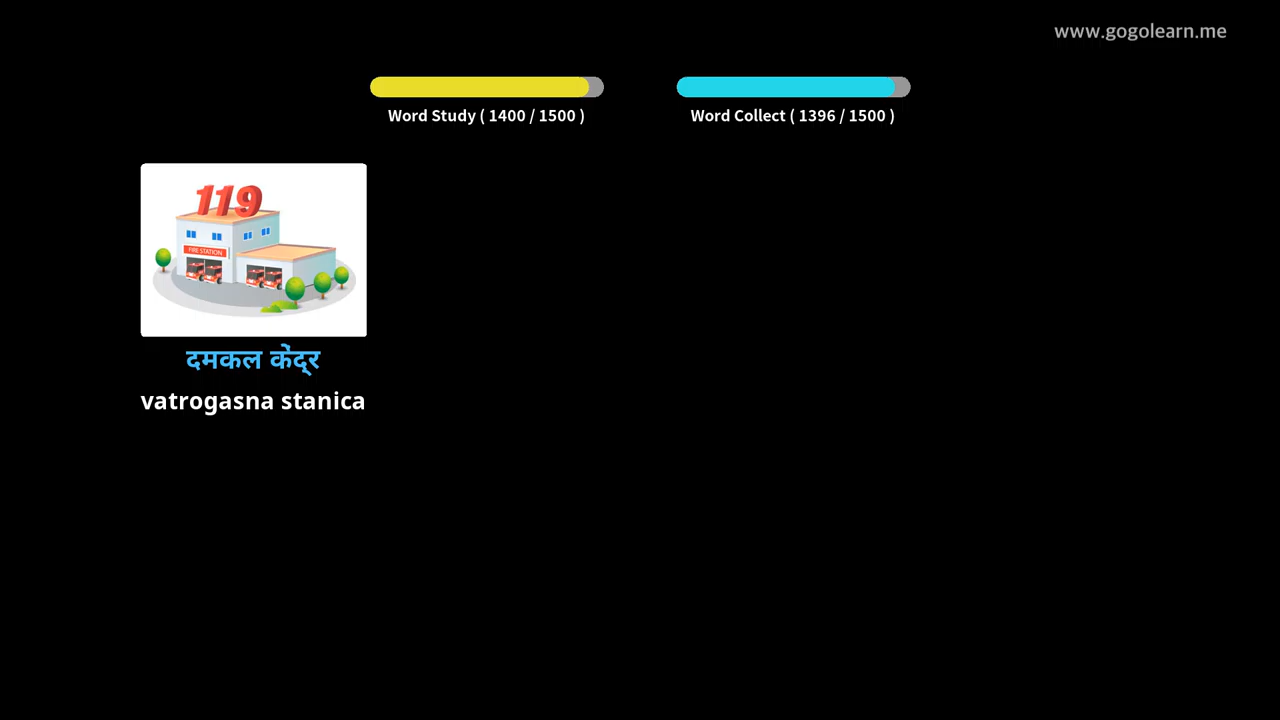 www.gogolearn.me
Word Study ( 1400 / 1500 )
Word Collect ( 1396 / 1500 )
119
FIRE STATION
दमकल केंद्र
vatrogasna stanica